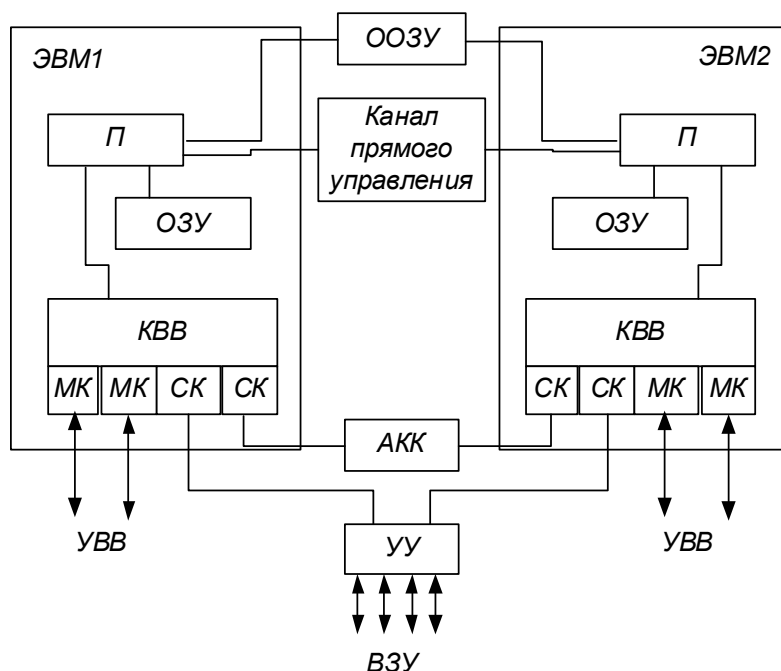 ЭВМ1
ООЗУ
ЭВМ2
П
Канал
прямого
управления
П
ОЗУ
ОЗУ
КВВ
КВВ
МК
МК
СК
СК
СК
СК
МК
МК
АКК
УВВ
УУ
УВВ
ВЗУ